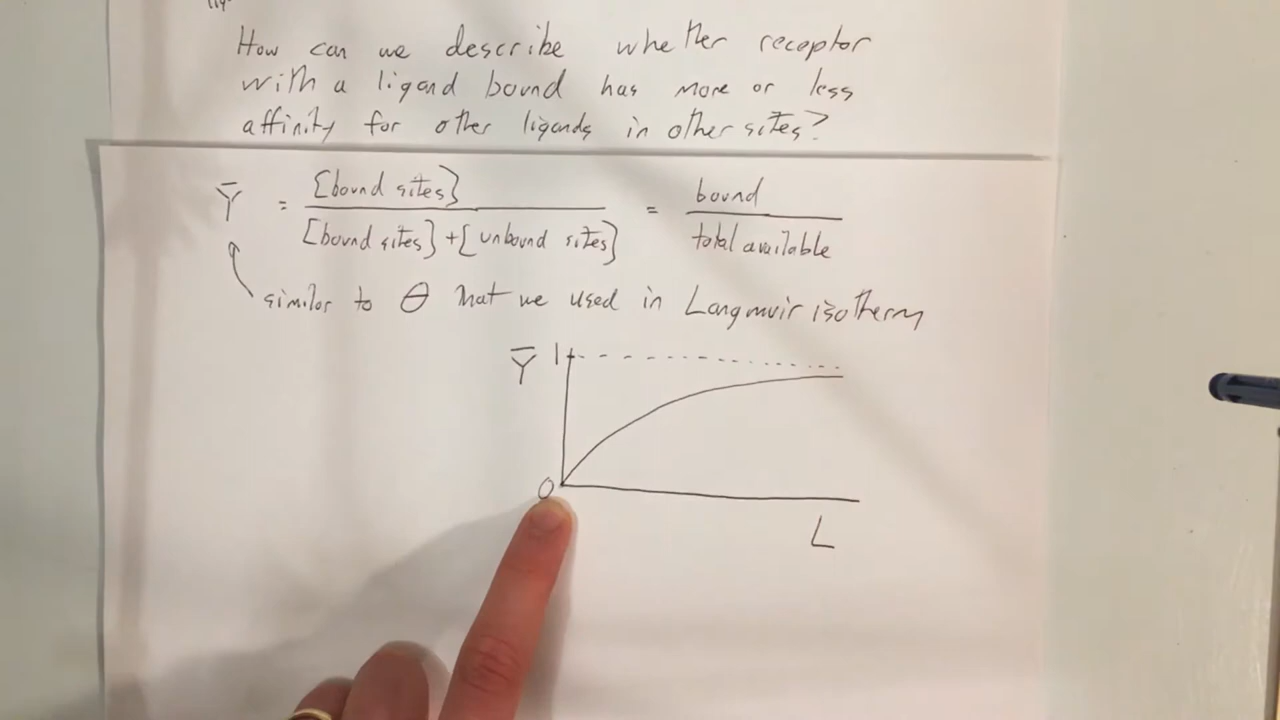 How can we describe whether receptor
with a ligand bound has more or less
affinity for other ligands in other sites?
Ȳ = [bound sites] / [bound sites] + [unbound sites] = bound / total available
similar to θ that we used in Langmuir isotherm
Ȳ 1
0
L